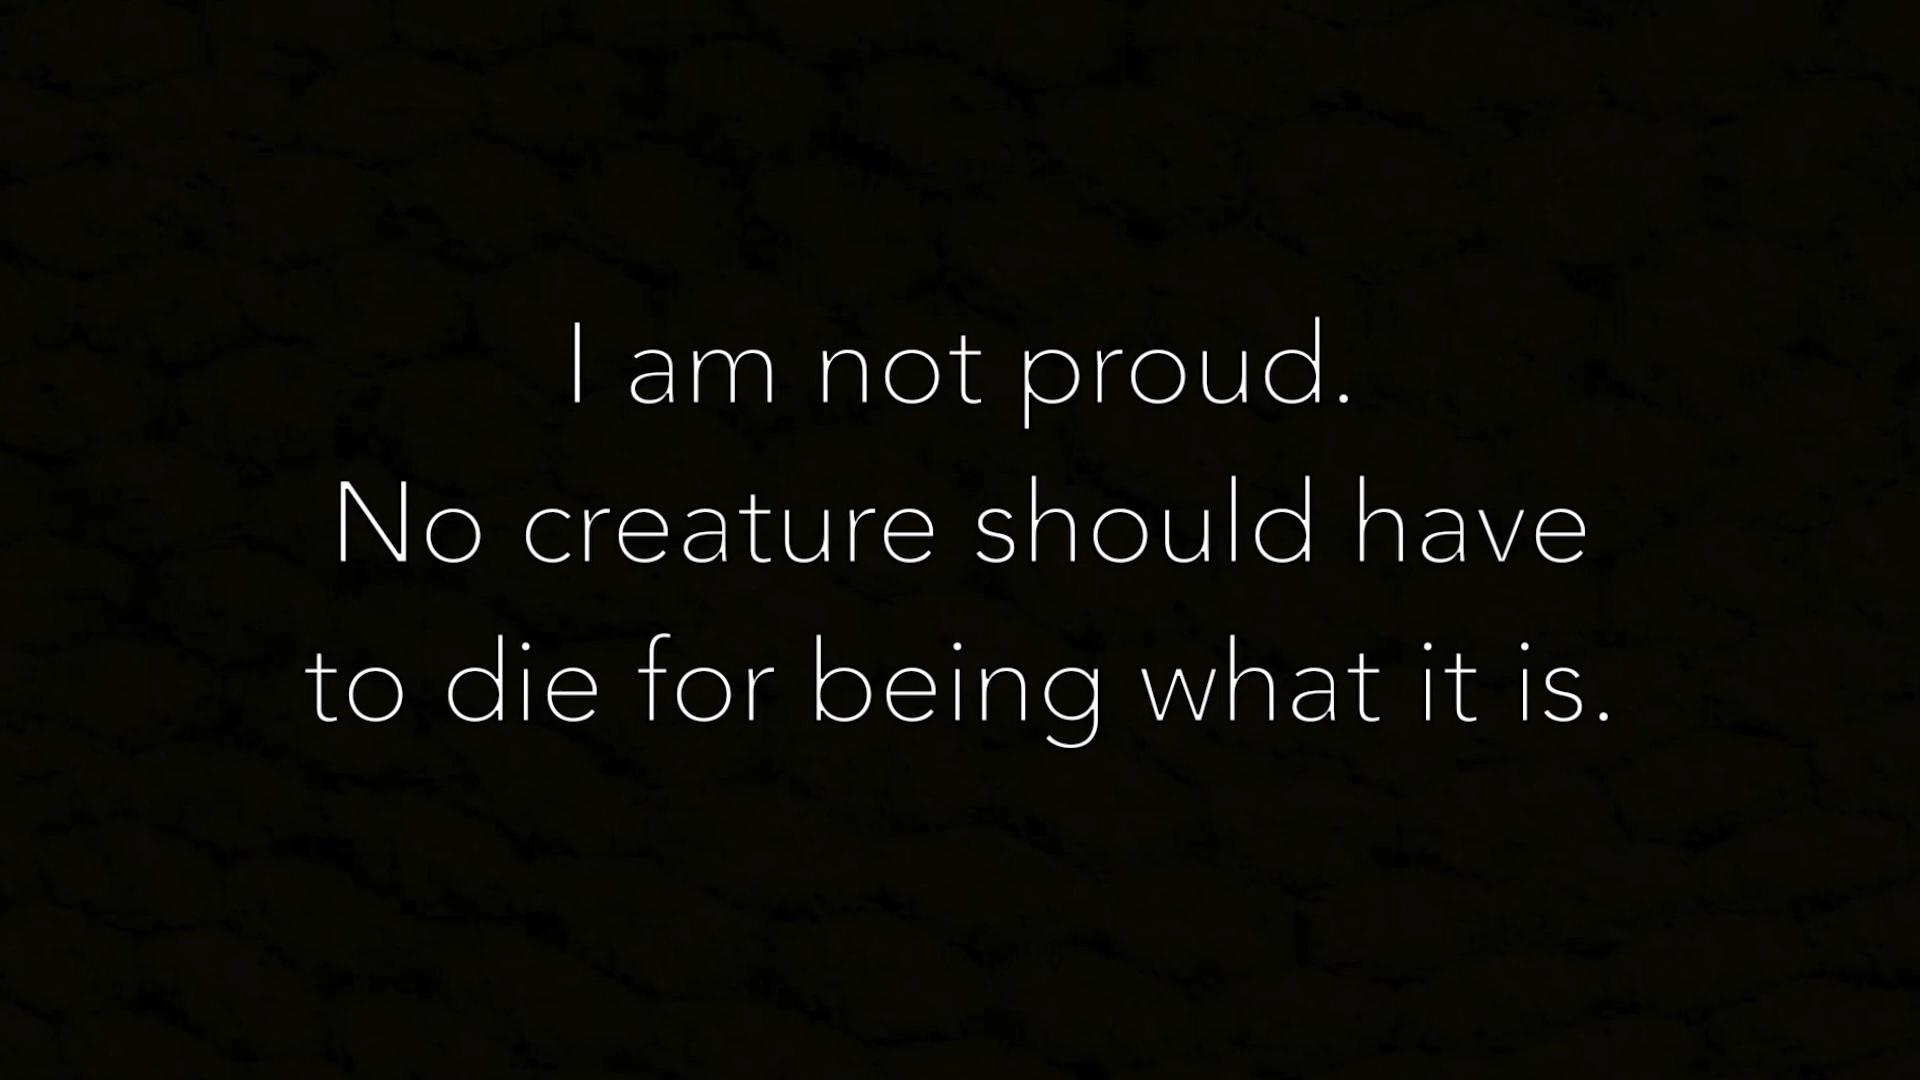 I am not proud.
No creature should have
to die for being what it is.